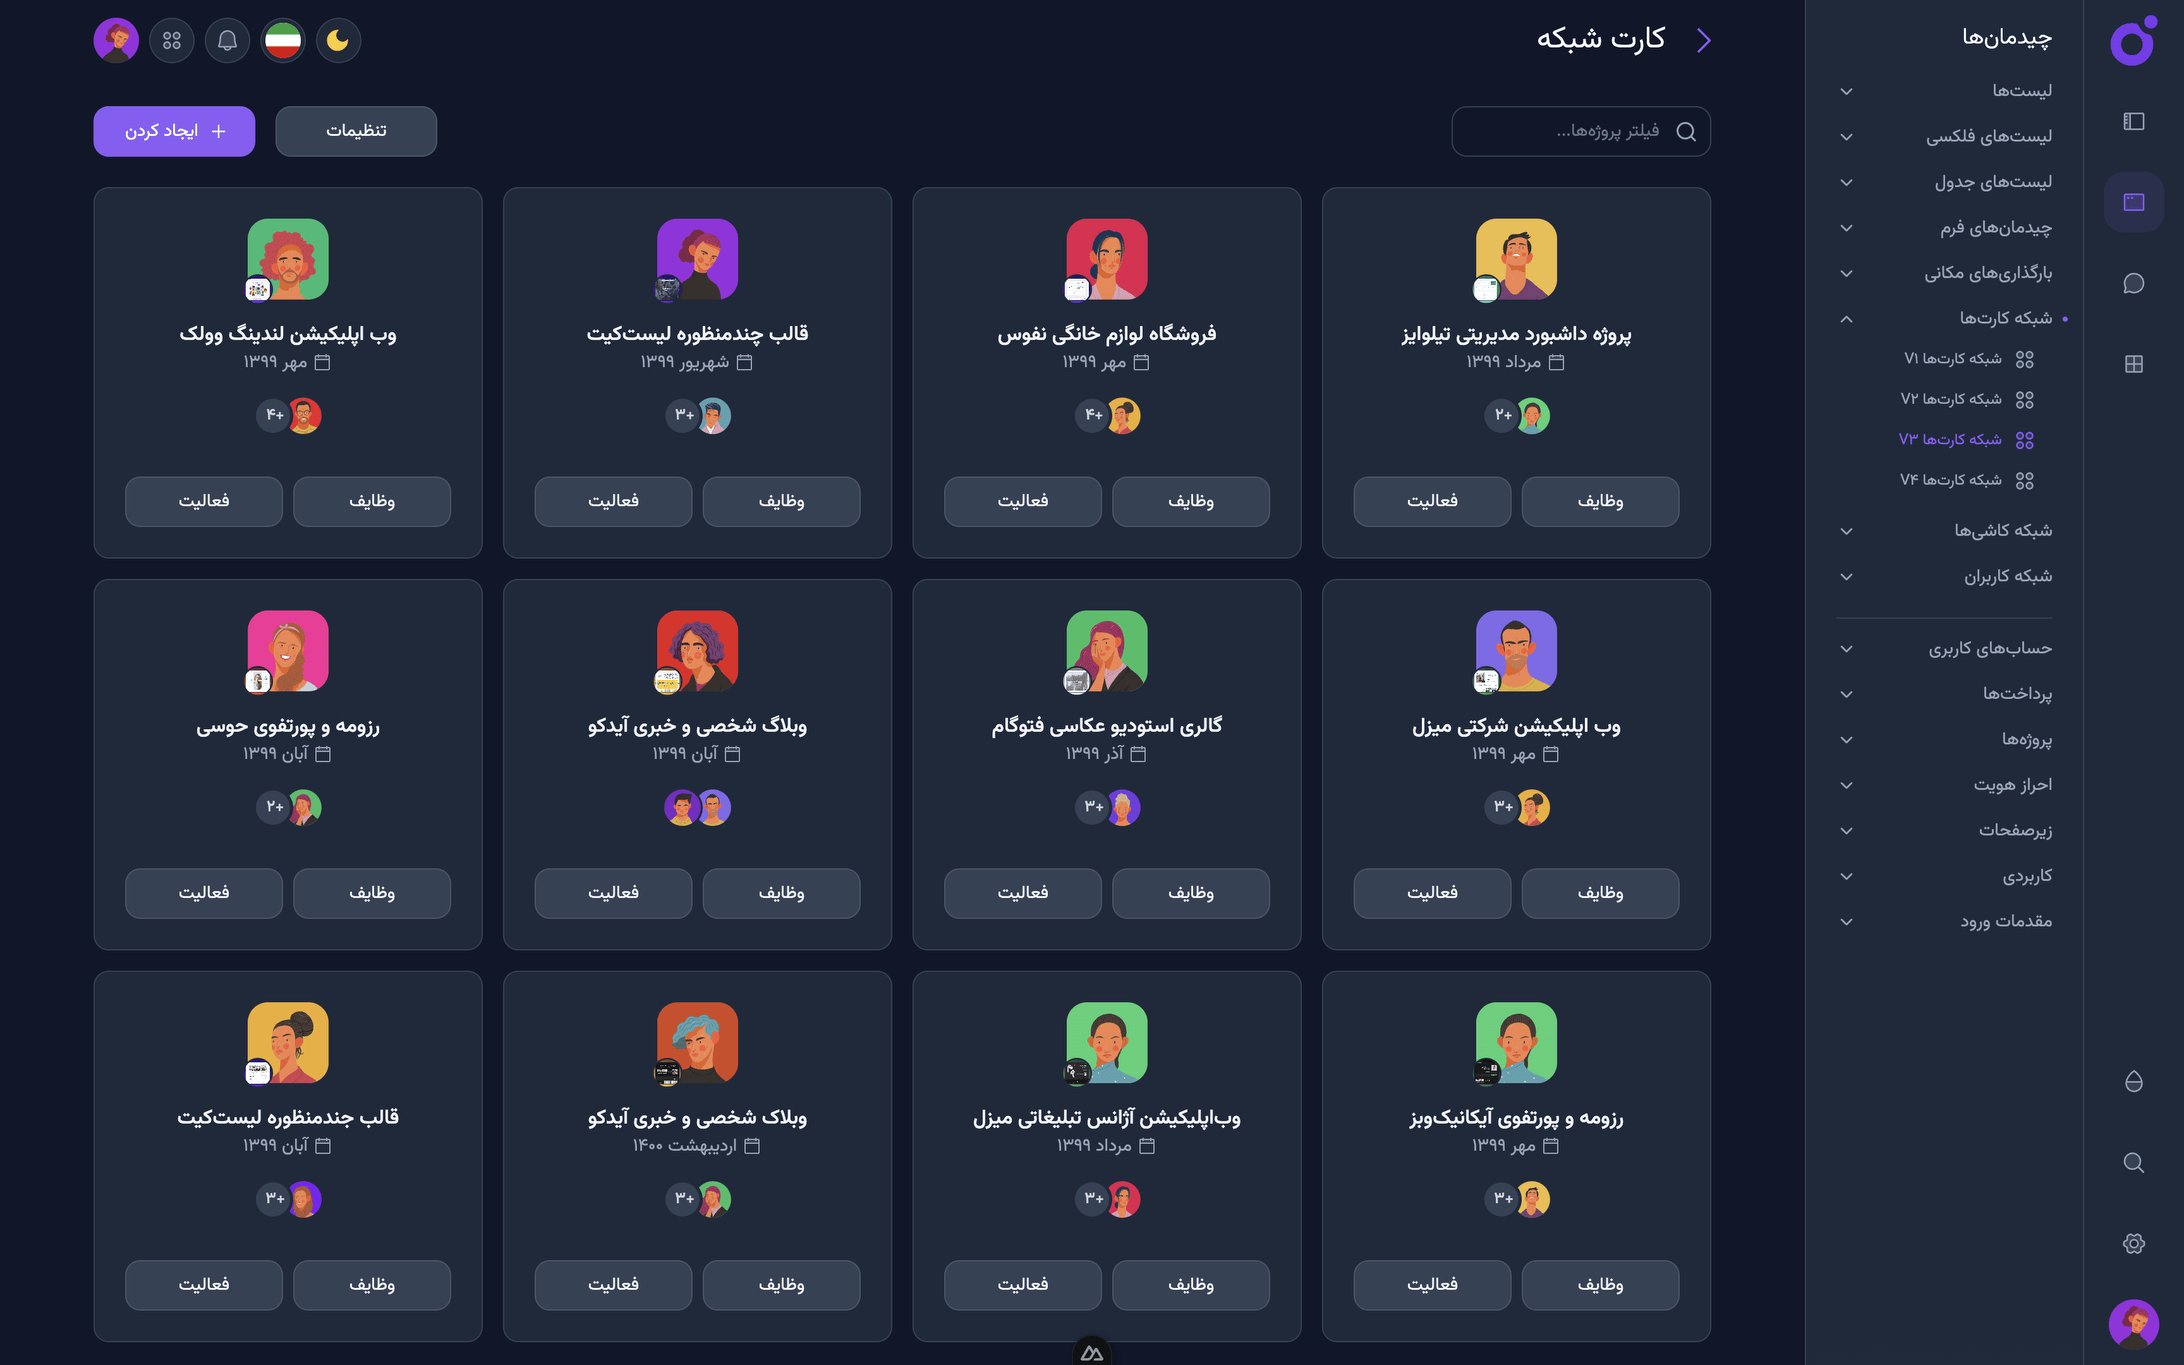 چیدمان‌ها
لیست‌ها
لیست‌های فلکسی
لیست‌های جدول
چیدمان‌های فرم
بارگذاری‌های مکانی
شبکه کارت‌ها
شبکه کارت‌ها V۱
شبکه کارت‌ها V۲
شبکه کارت‌ها V۳
شبکه کارت‌ها V۴
شبکه کاشی‌ها
شبکه کاربران
حساب‌های کاربری
پرداخت‌ها
پروژه‌ها
احراز هویت
زیرصفحات
کاربردی
مقدمات ورود
کارت شبکه
فیلتر پروژه‌ها...
تنظیمات
ایجاد کردن
پروژه داشبورد مدیریتی تیلوایز
مرداد ۱۳۹۹
+۲
وظایف
فعالیت
فروشگاه لوازم خانگی نفوس
مهر ۱۳۹۹
+۴
وظایف
فعالیت
قالب چندمنظوره لیست‌کیت
شهریور ۱۳۹۹
+۳
وظایف
فعالیت
وب اپلیکیشن لندینگ وولک
مهر ۱۳۹۹
+۴
وظایف
فعالیت
وب اپلیکیشن شرکتی میزل
مهر ۱۳۹۹
+۳
وظایف
فعالیت
گالری استودیو عکاسی فتوگام
آذر ۱۳۹۹
+۳
وظایف
فعالیت
وبلاگ شخصی و خبری آیدکو
آبان ۱۳۹۹
وظایف
فعالیت
رزومه و پورتفوی حوسی
آبان ۱۳۹۹
+۲
وظایف
فعالیت
رزومه و پورتفوی آیکانیک‌وبز
مهر ۱۳۹۹
+۳
وظایف
فعالیت
وب‌اپلیکیشن آژانس تبلیغاتی میزل
مرداد ۱۳۹۹
+۳
وظایف
فعالیت
وبلاک شخصی و خبری آیدکو
اردیبهشت ۱۴۰۰
+۳
وظایف
فعالیت
قالب جندمنظوره لیست‌کیت
آبان ۱۳۹۹
+۳
وظایف
فعالیت